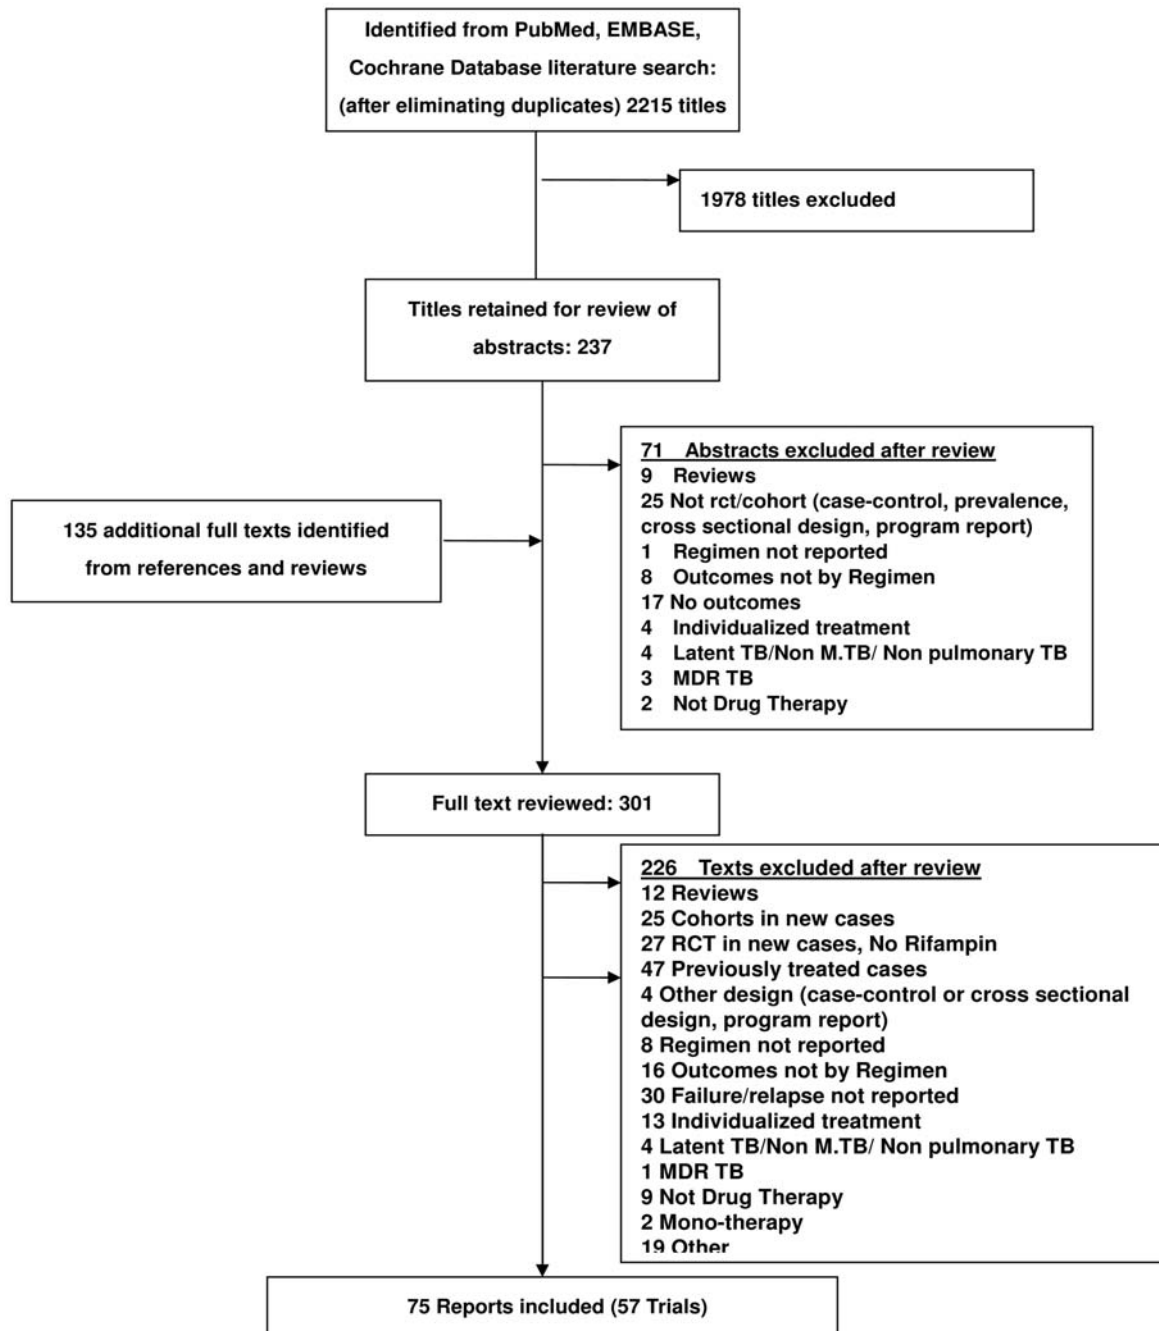 Identified from PubMed, EMBASE,
Cochrane Database literature search:
(after eliminating duplicates) 2215 titles
1978 titles excluded
Titles retained for review of
abstracts: 237
71 Abstracts excluded after review
9 Reviews
25 Not rct/cohort (case-control, prevalence,
cross sectional design, program report)
1 Regimen not reported
8 Outcomes not by Regimen
17 No outcomes
4 Individualized treatment
4 Latent TB/Non M.TB/ Non pulmonary TB
3 MDR TB
2 Not Drug Therapy
135 additional full texts identified
from references and reviews
Full text reviewed: 301
226 Texts excluded after review
12 Reviews
25 Cohorts in new cases
27 RCT in new cases, No Rifampin
47 Previously treated cases
4 Other design (case-control or cross sectional
design, program report)
8 Regimen not reported
16 Outcomes not by Regimen
30 Failure/relapse not reported
13 Individualized treatment
4 Latent TB/Non M.TB/ Non pulmonary TB
1 MDR TB
9 Not Drug Therapy
2 Mono-therapy
19 Other
75 Reports included (57 Trials)